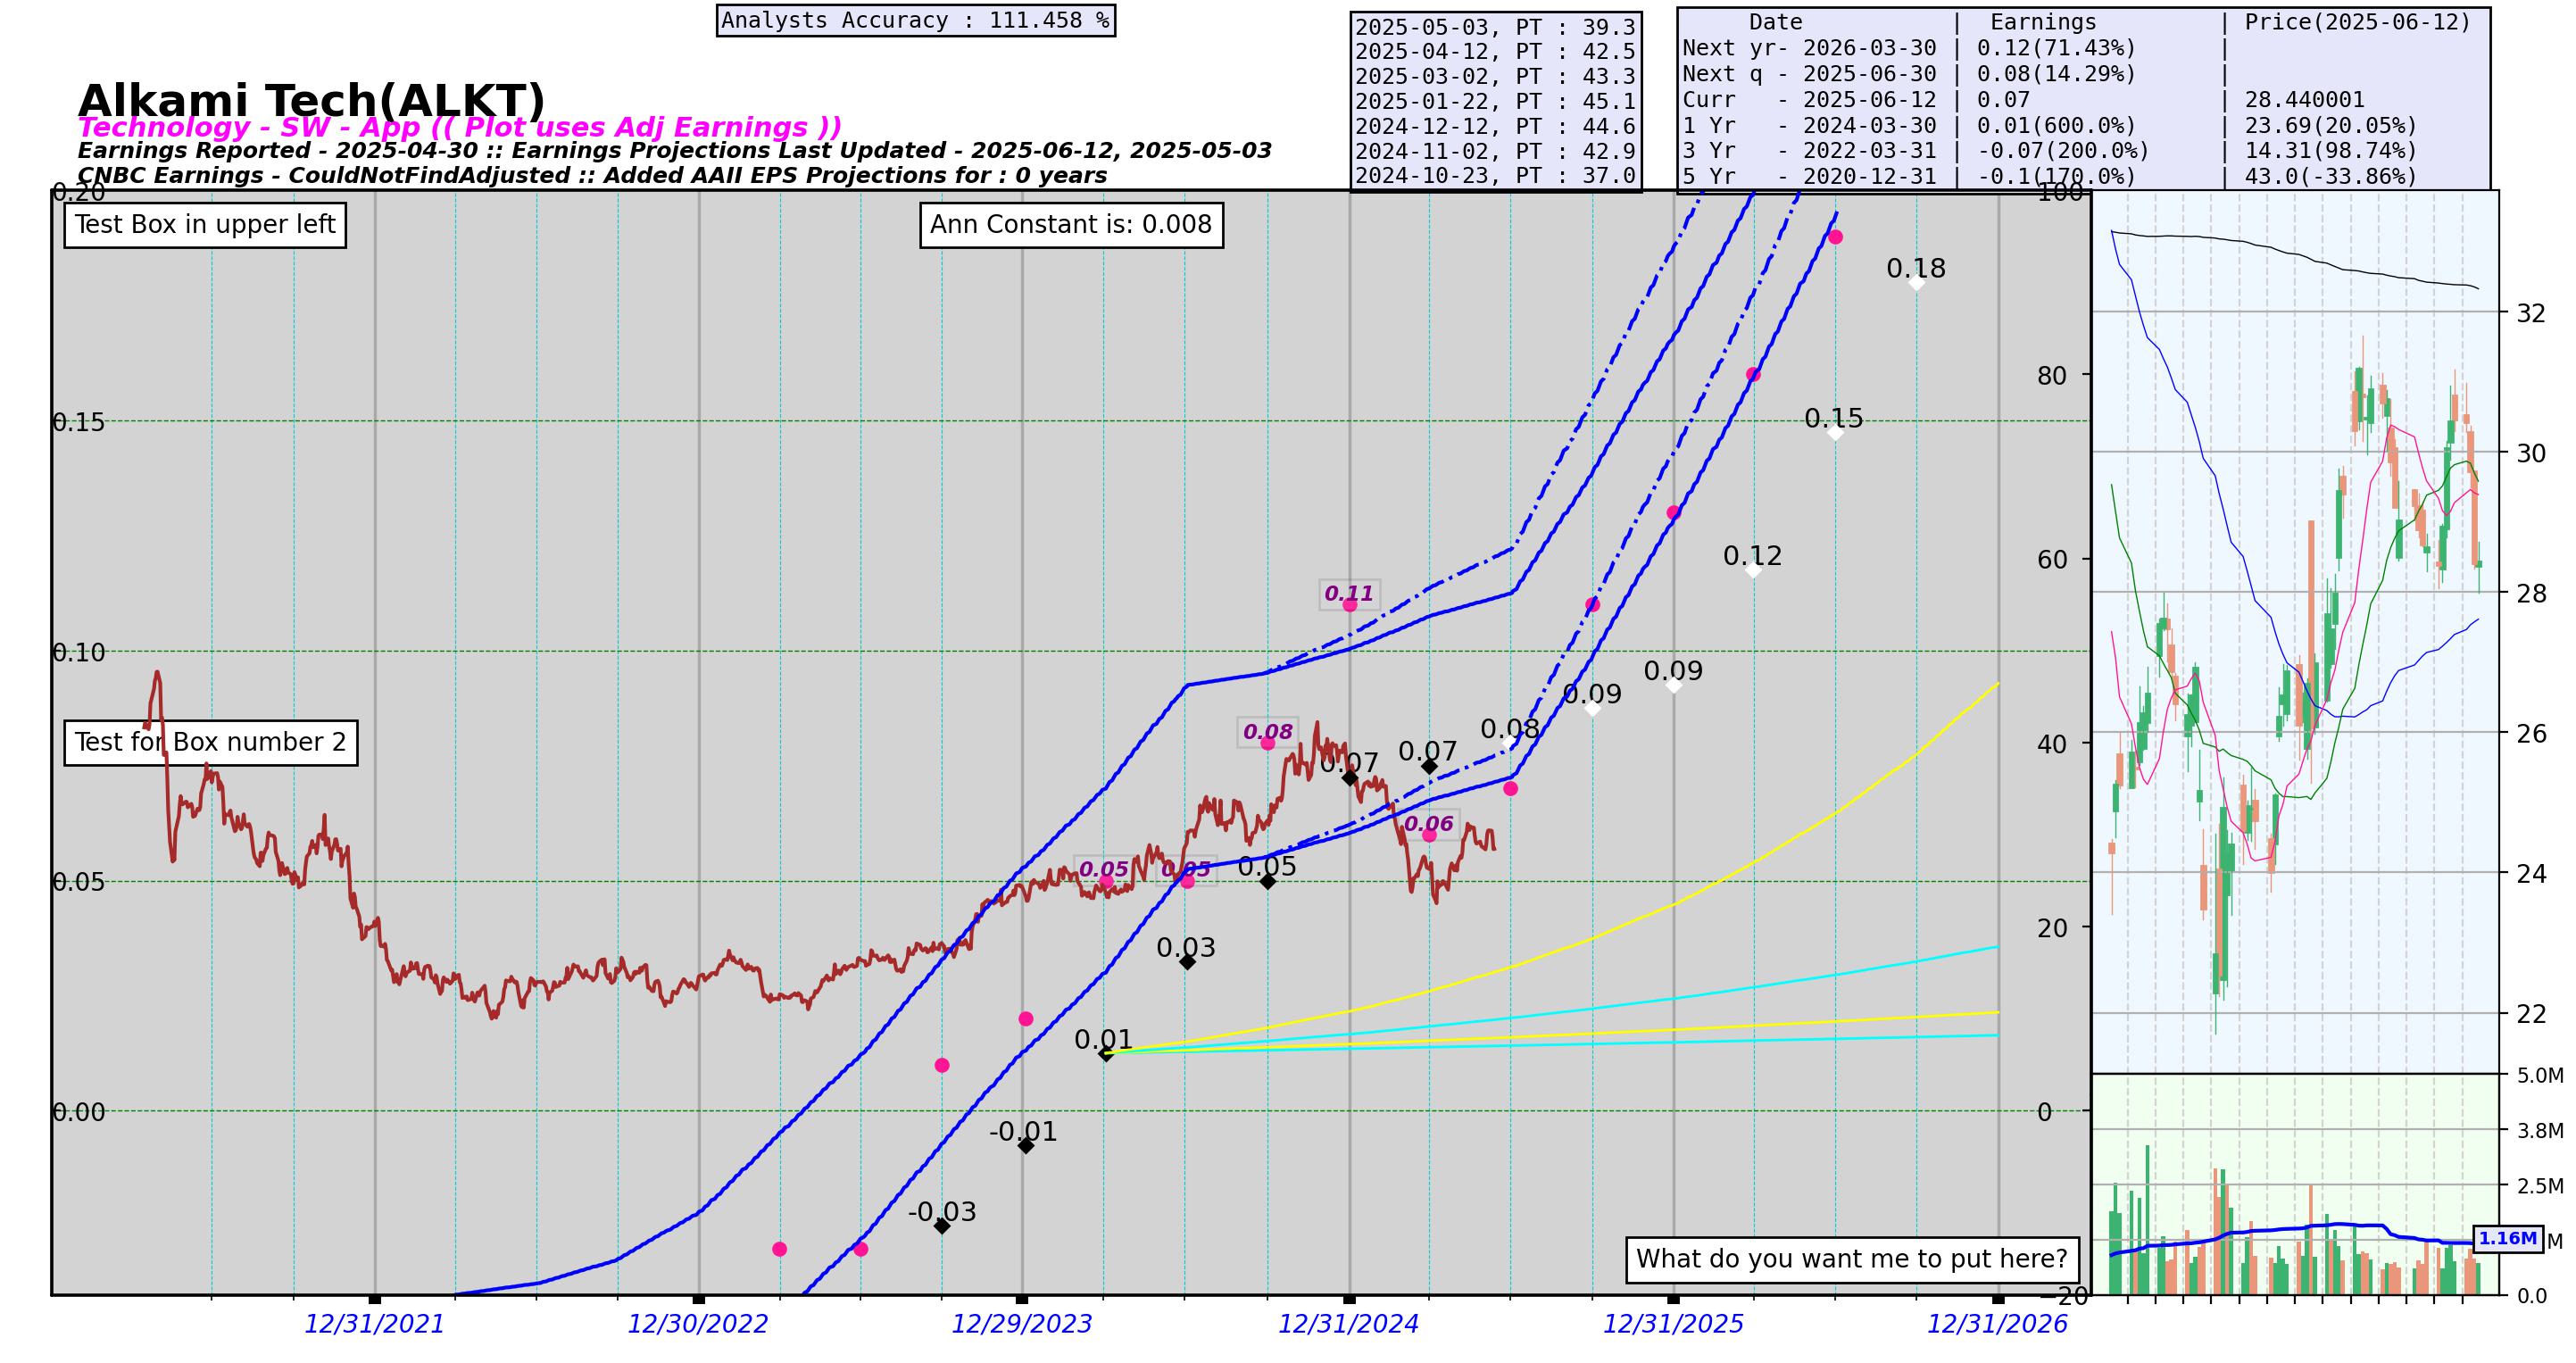 Analysts Accuracy : 111.458 %
2025-05-03, PT : 39.3
2025-04-12, PT : 42.5
2025-03-02, PT : 43.3
2025-01-22, PT : 45.1
2024-12-12, PT : 44.6
2024-11-02, PT : 42.9
2024-10-23, PT : 37.0
Date | Earnings | Price(2025-06-12)
Next yr- 2026-03-30 | 0.12(71.43%) |
Next q - 2025-06-30 | 0.08(14.29%) |
Curr - 2025-06-12 | 0.07 | 28.440001
1 Yr - 2024-03-30 | 0.01(600.0%) | 23.69(20.05%)
3 Yr - 2022-03-31 | -0.07(200.0%) | 14.31(98.74%)
5 Yr - 2020-12-31 | -0.1(170.0%) | 43.0(-33.86%)
Alkami Tech(ALKT)
Technology - SW - App (( Plot uses Adj Earnings ))
Earnings Reported - 2025-04-30 :: Earnings Projections Last Updated - 2025-06-12, 2025-05-03
CNBC Earnings - CouldNotFindAdjusted :: Added AAII EPS Projections for : 0 years
0.20
0.15
0.10
0.05
0.00
Test Box in upper left
Ann Constant is: 0.008
Test for Box number 2
What do you want me to put here?
-0.03
-0.01
0.01
0.03
0.05
0.07
0.07
0.08
0.09
0.09
0.12
0.15
0.18
0.05
0.05
0.08
0.11
0.06
100
80
60
40
20
0
−20
32
30
28
26
24
22
5.0M
3.8M
2.5M
1.16M
M
0.0
12/31/2021
12/30/2022
12/29/2023
12/31/2024
12/31/2025
12/31/2026